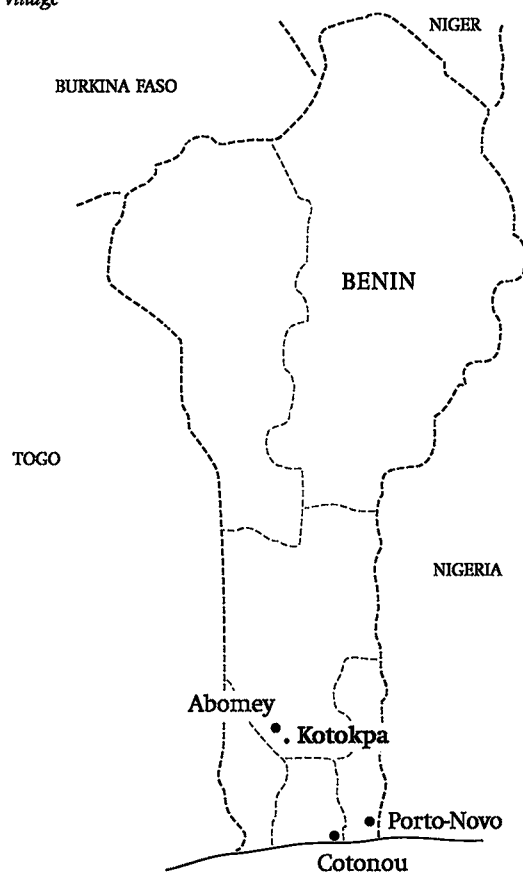 Village
NIGER
BURKINA FASO
BENIN
TOGO
NIGERIA
Abomey
Kotokpa
Porto-Novo
Cotonou